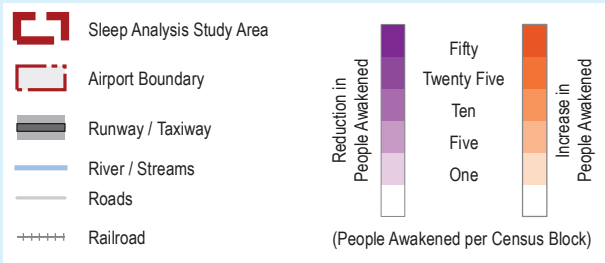 Sleep Analysis Study Area
Airport Boundary
Runway / Taxiway
River / Streams
Roads
Railroad
Reduction in
People Awakened
Fifty
Twenty Five
Ten
Five
One
Increase in
People Awakened
(People Awakened per Census Block)